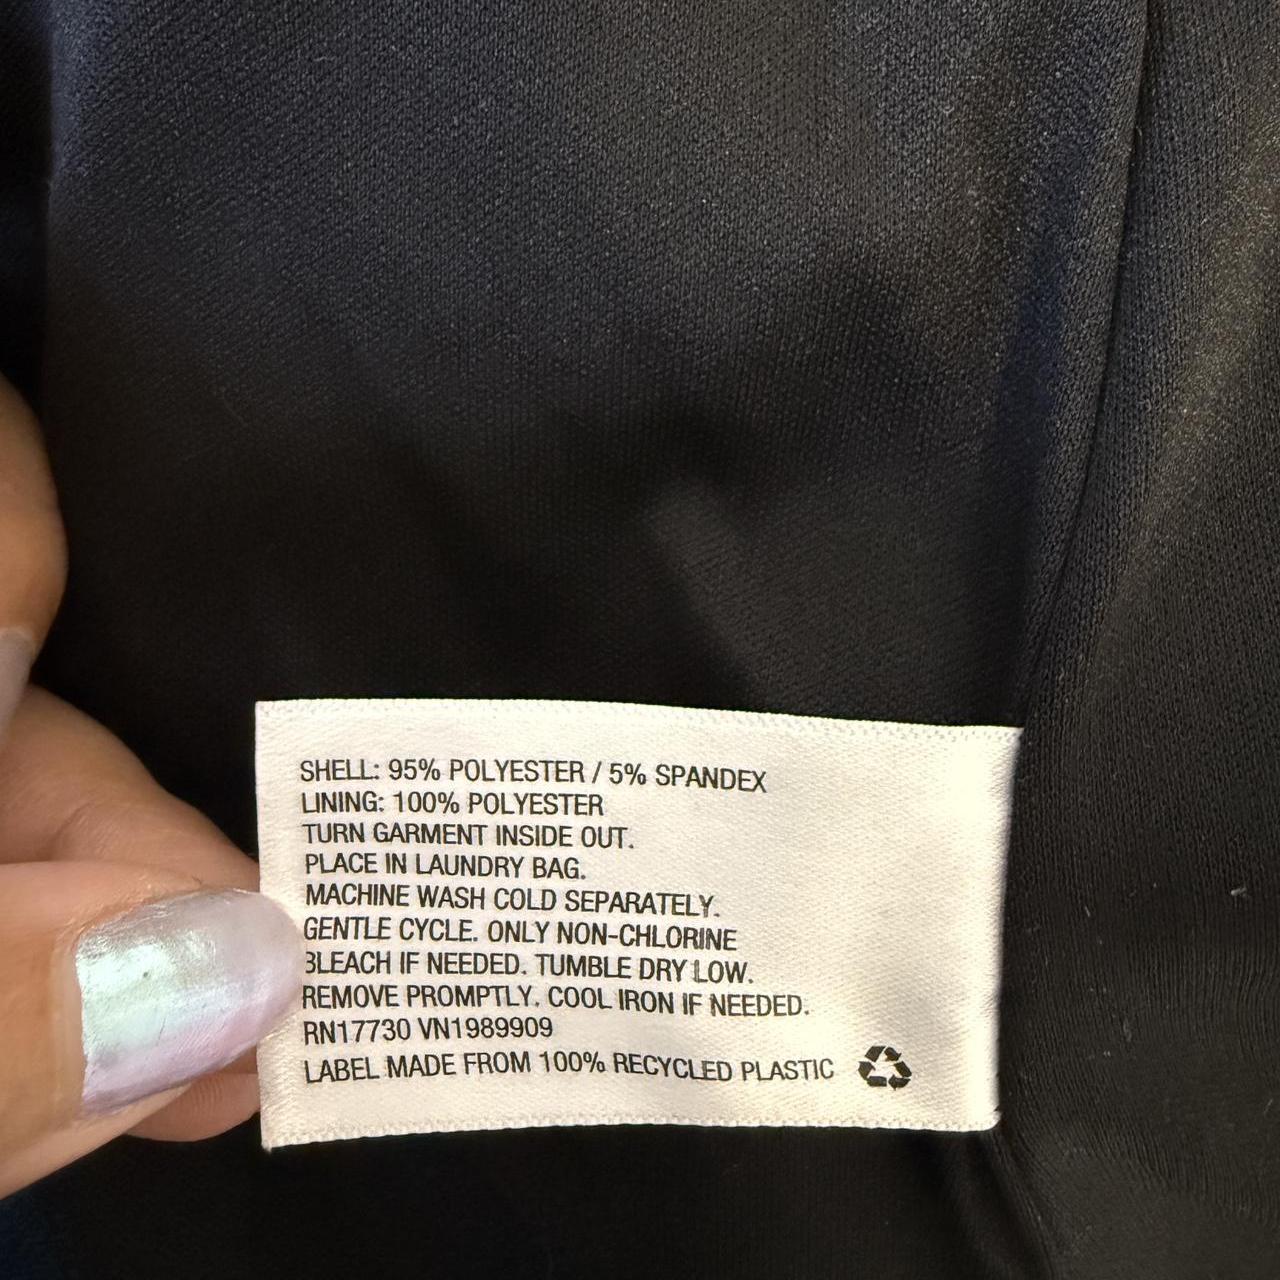 SHELL: 95% POLYESTER / 5% SPANDEX
LINING: 100% POLYESTER
TURN GARMENT INSIDE OUT.
PLACE IN LAUNDRY BAG.
MACHINE WASH COLD SEPARATELY.
GENTLE CYCLE. ONLY NON-CHLORINE
BLEACH IF NEEDED. TUMBLE DRY LOW.
REMOVE PROMPTLY. COOL IRON IF NEEDED.
RN17730 VN1989909
LABEL MADE FROM 100% RECYCLED PLASTIC